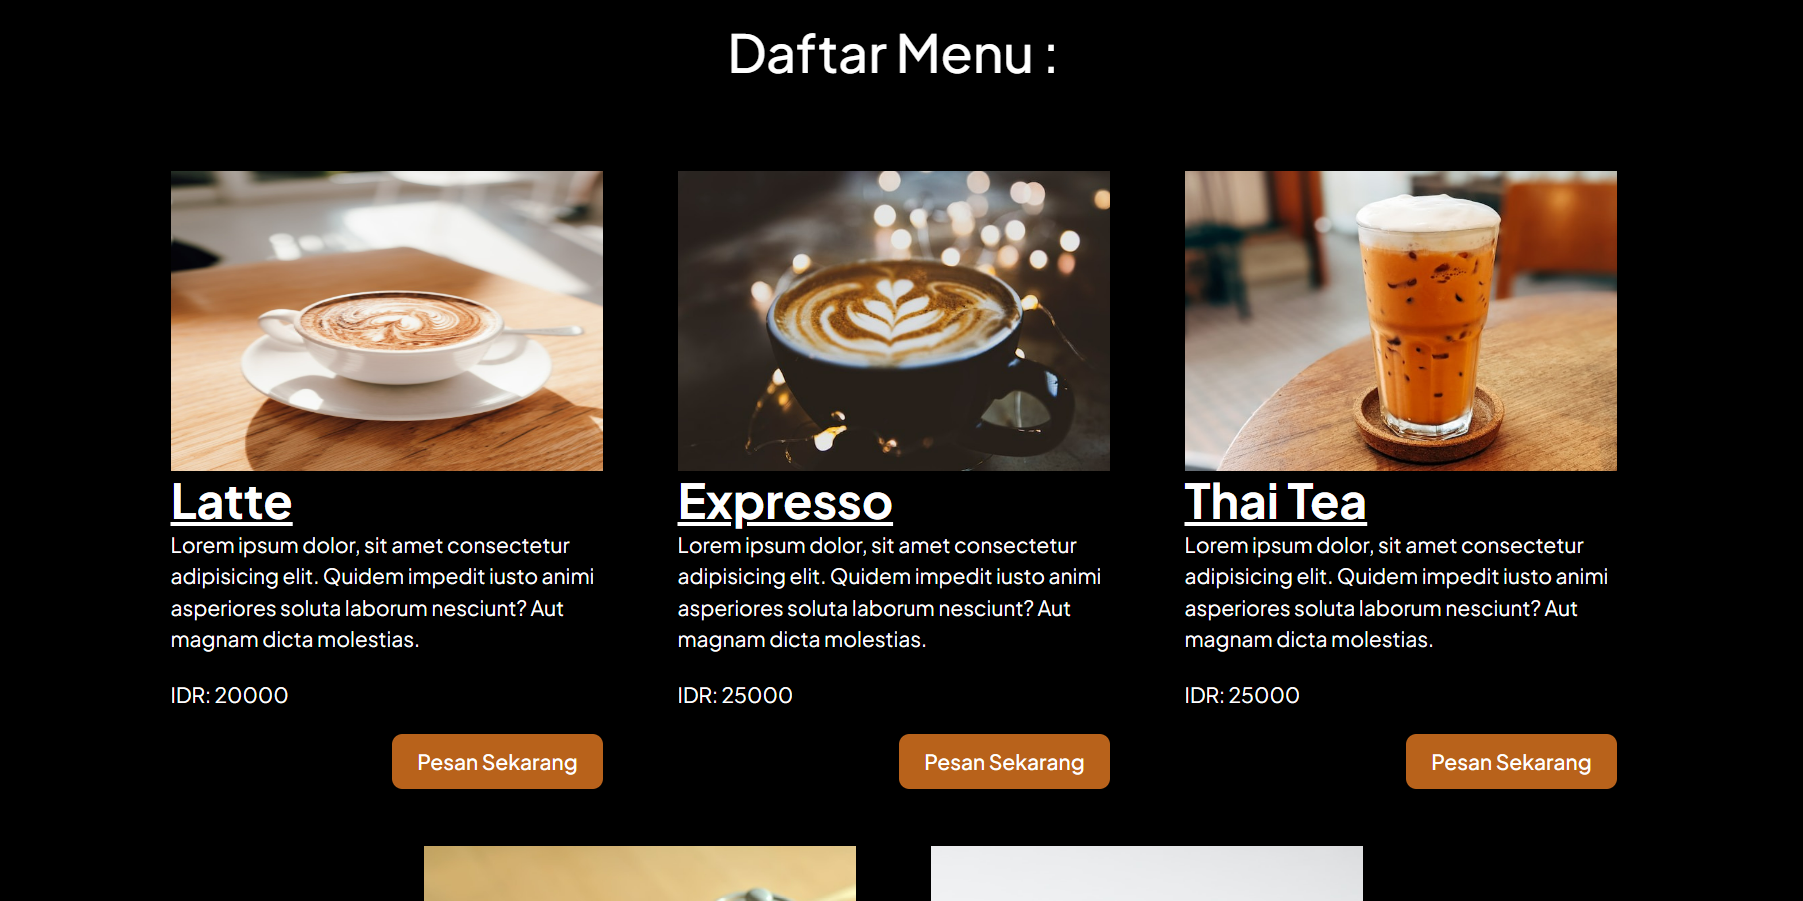 Daftar Menu :
Latte
Lorem ipsum dolor, sit amet consectetur
adipisicing elit. Quidem impedit iusto animi
asperiores soluta laborum nesciunt? Aut
magnam dicta molestias.
IDR: 20000
Pesan Sekarang
Expresso
Lorem ipsum dolor, sit amet consectetur
adipisicing elit. Quidem impedit iusto animi
asperiores soluta laborum nesciunt? Aut
magnam dicta molestias.
IDR: 25000
Pesan Sekarang
Thai Tea
Lorem ipsum dolor, sit amet consectetur
adipisicing elit. Quidem impedit iusto animi
asperiores soluta laborum nesciunt? Aut
magnam dicta molestias.
IDR: 25000
Pesan Sekarang